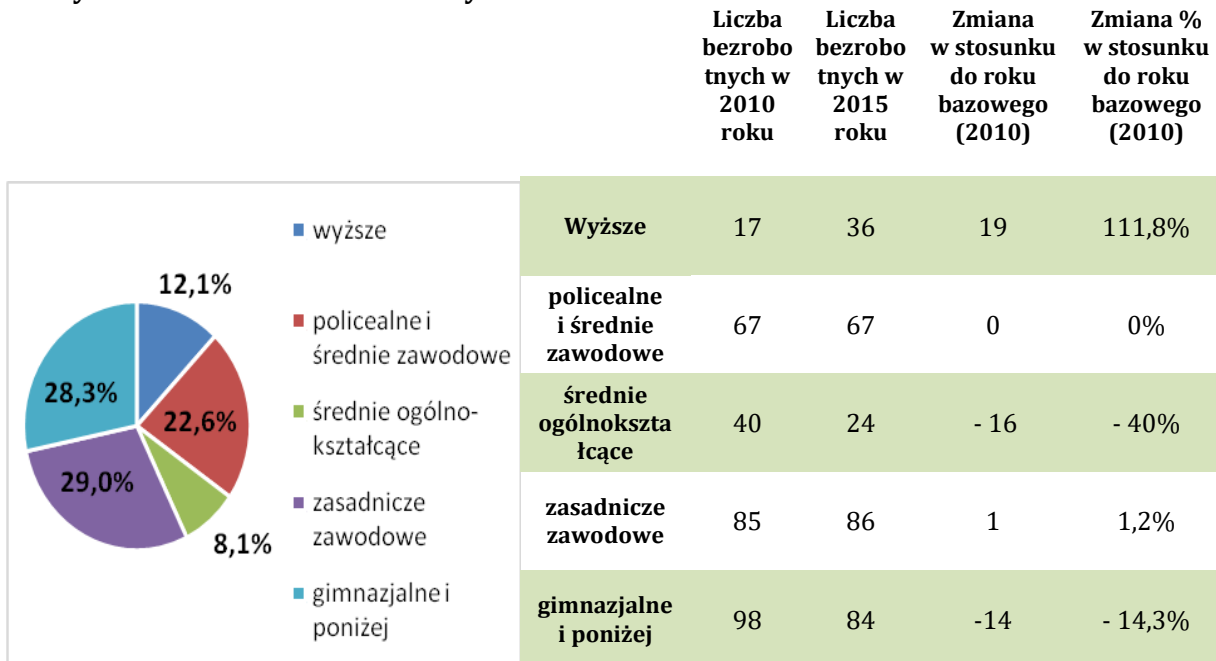 Liczba
bezrobo
tnych w
2010
roku
Liczba
bezrobo
tnych w
2015
roku
Zmiana
w stosunku
do roku
bazowego
(2010)
Zmiana %
w stosunku
do roku
bazowego
(2010)
12,1%
22,6%
8,1%
29,0%
28,3%
wyższe
policealne i
średnie zawodowe
średnie ogólno-
kształcące
zasadnicze
zawodowe
gimnazjalne i
poniżej
Wyższe 17 36 19 111,8%
policealne
i średnie
zawodowe
67 67 0 0%
średnie
ogólnokszta
łcące
40 24 - 16 - 40%
zasadnicze
zawodowe
85 86 1 1,2%
gimnazjalne
i poniżej
98 84 -14 - 14,3%